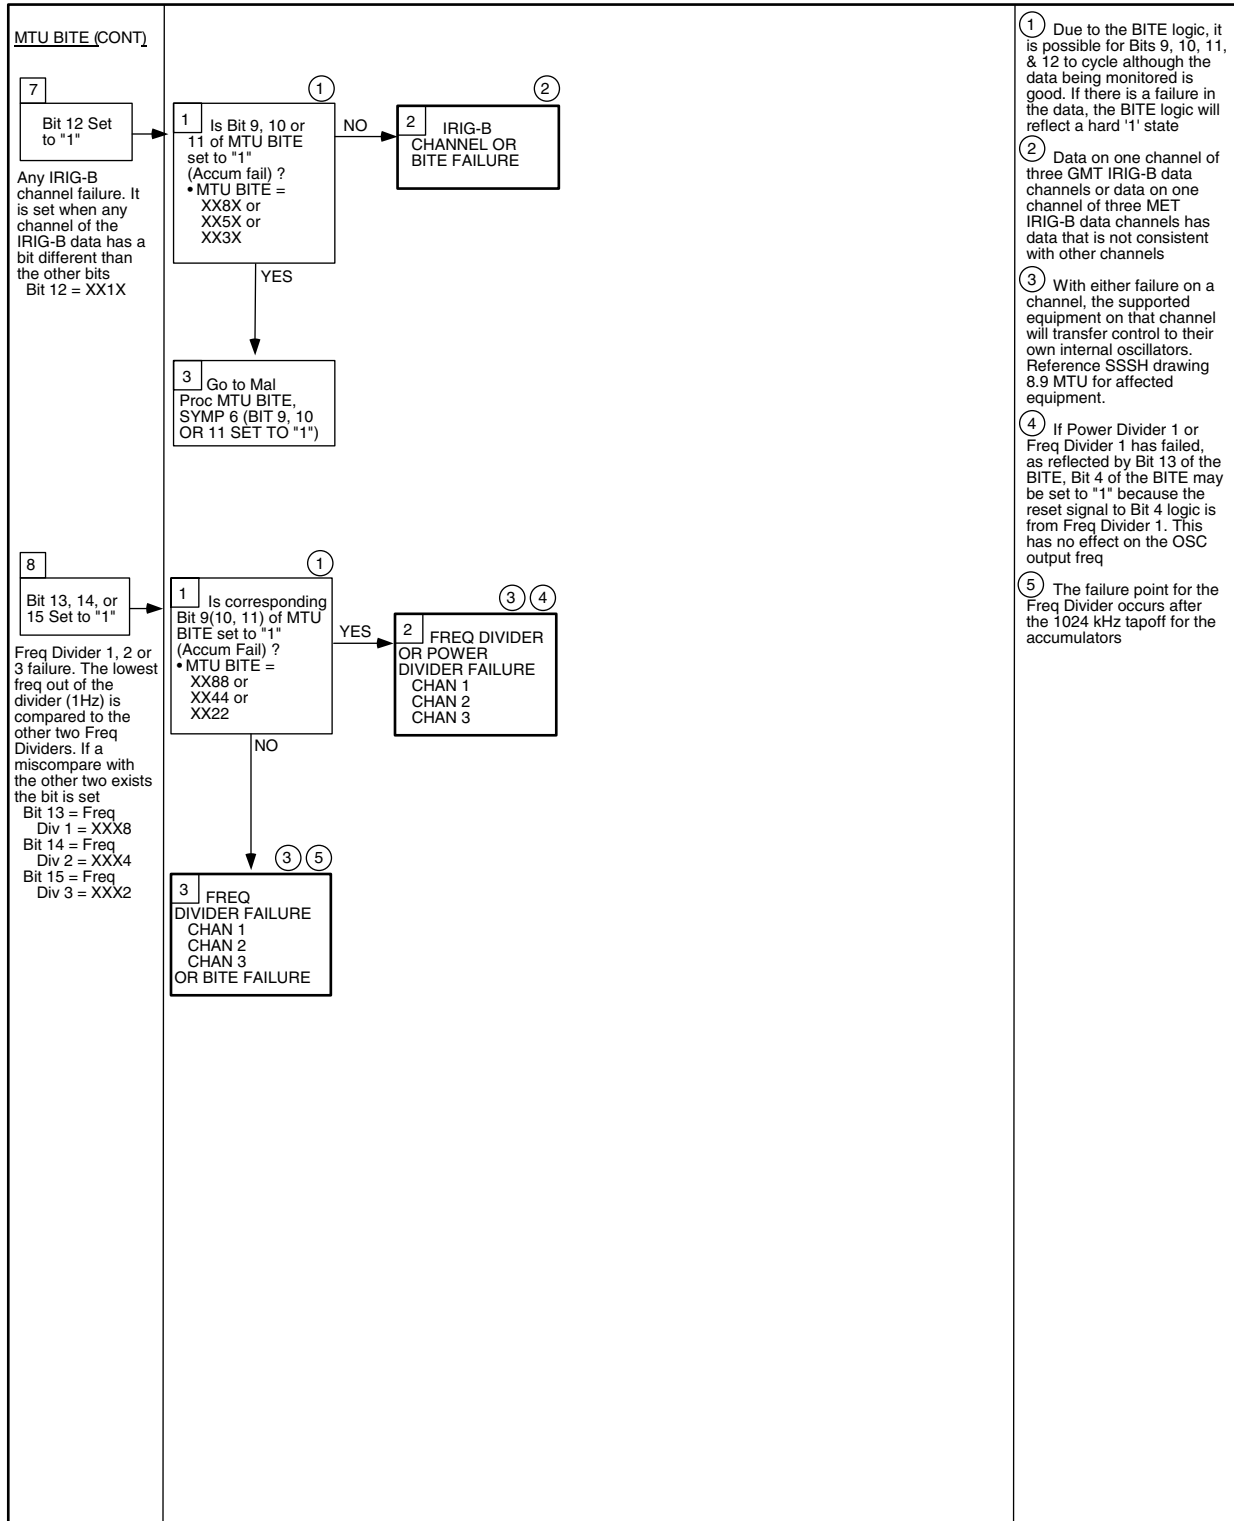 MTU BITE (CONT)
7
Bit 12 Set
to "1"
Any IRIG-B
channel failure. It
is set when any
channel of the
IRIG-B data has a
bit different than
the other bits
Bit 12 = XX1X
1
1
Is Bit 9, 10 or
11 of MTU BITE
set to "1"
(Accum fail) ?
• MTU BITE =
XX8X or
XX5X or
XX3X
NO
2
2
IRIG-B
CHANNEL OR
BITE FAILURE
YES
3
Go to Mal
Proc MTU BITE,
SYMP 6 (BIT 9, 10
OR 11 SET TO "1")
8
Bit 13, 14, or
15 Set to "1"
Freq Divider 1, 2 or
3 failure. The lowest
freq out of the
divider (1Hz) is
compared to the
other two Freq
Dividers. If a
miscompare with
the other two exists
the bit is set
Bit 13 = Freq
Div 1 = XXX8
Bit 14 = Freq
Div 2 = XXX4
Bit 15 = Freq
Div 3 = XXX2
1
1
Is corresponding
Bit 9(10, 11) of MTU
BITE set to "1"
(Accum Fail) ?
• MTU BITE =
XX88 or
XX44 or
XX22
YES
3 4
2
FREQ DIVIDER
OR POWER
DIVIDER FAILURE
CHAN 1
CHAN 2
CHAN 3
NO
3 5
3
FREQ
DIVIDER FAILURE
CHAN 1
CHAN 2
CHAN 3
OR BITE FAILURE
1 Due to the BITE logic, it
is possible for Bits 9, 10, 11,
& 12 to cycle although the
data being monitored is
good. If there is a failure in
the data, the BITE logic will
reflect a hard '1' state
2 Data on one channel of
three GMT IRIG-B data
channels or data on one
channel of three MET
IRIG-B data channels has
data that is not consistent
with other channels
3 With either failure on a
channel, the supported
equipment on that channel
will transfer control to their
own internal oscillators.
Reference SSSH drawing
8.9 MTU for affected
equipment.
4 If Power Divider 1 or
Freq Divider 1 has failed,
as reflected by Bit 13 of the
BITE, Bit 4 of the BITE may
be set to "1" because the
reset signal to Bit 4 logic is
from Freq Divider 1. This
has no effect on the OSC
output freq
5 The failure point for the
Freq Divider occurs after
the 1024 kHz tapoff for the
accumulators